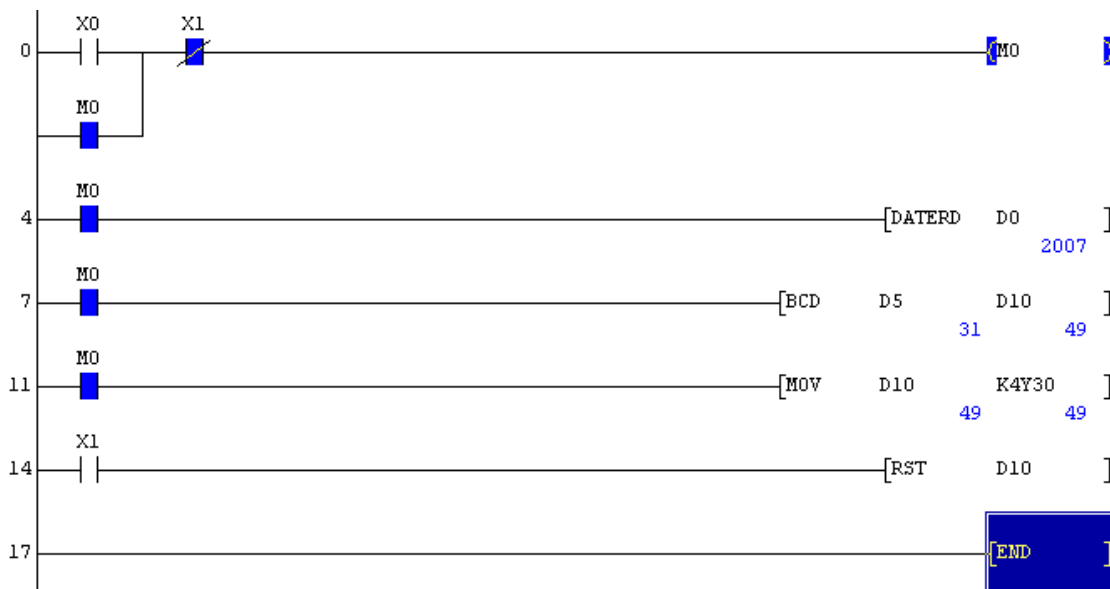 X0 X1
0 (M0 )
M0
M0
4 [DATERD D0 ]
2007
M0
7 [BCD D5 D10 ]
31 49
M0
11 [MOV D10 K4Y30 ]
49 49
X1
14 [RST D10 ]
17 [END ]